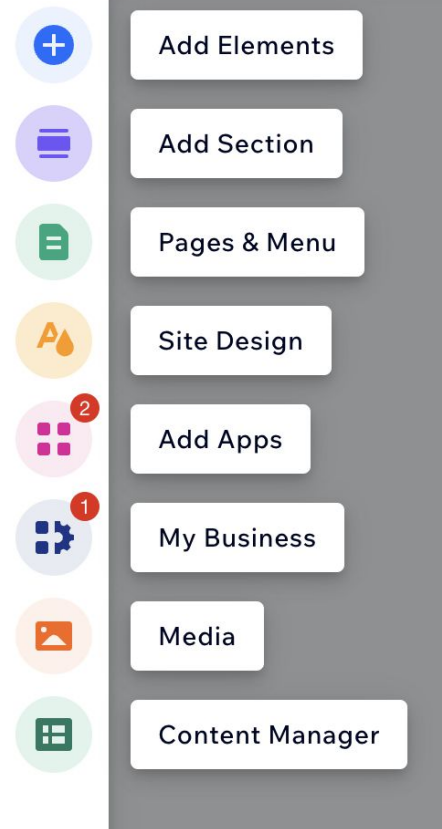 Add Elements
Add Section
Pages & Menu
Site Design
2
Add Apps
1
My Business
Media
Content Manager